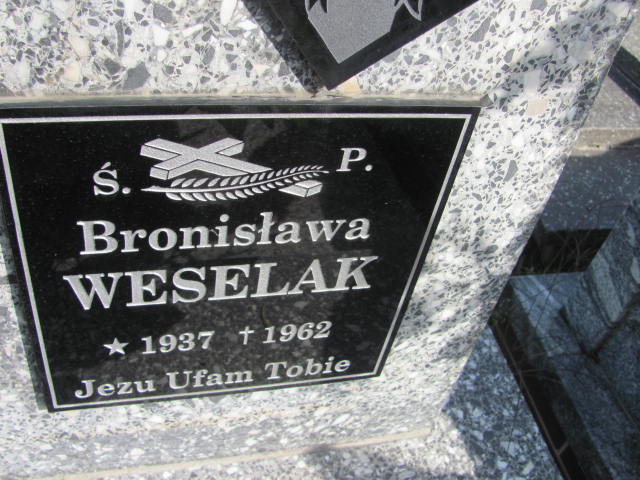 Ś. P.
Bronisława
WESELAK
★ 1937 † 1962
Jezu Ufam Tobie